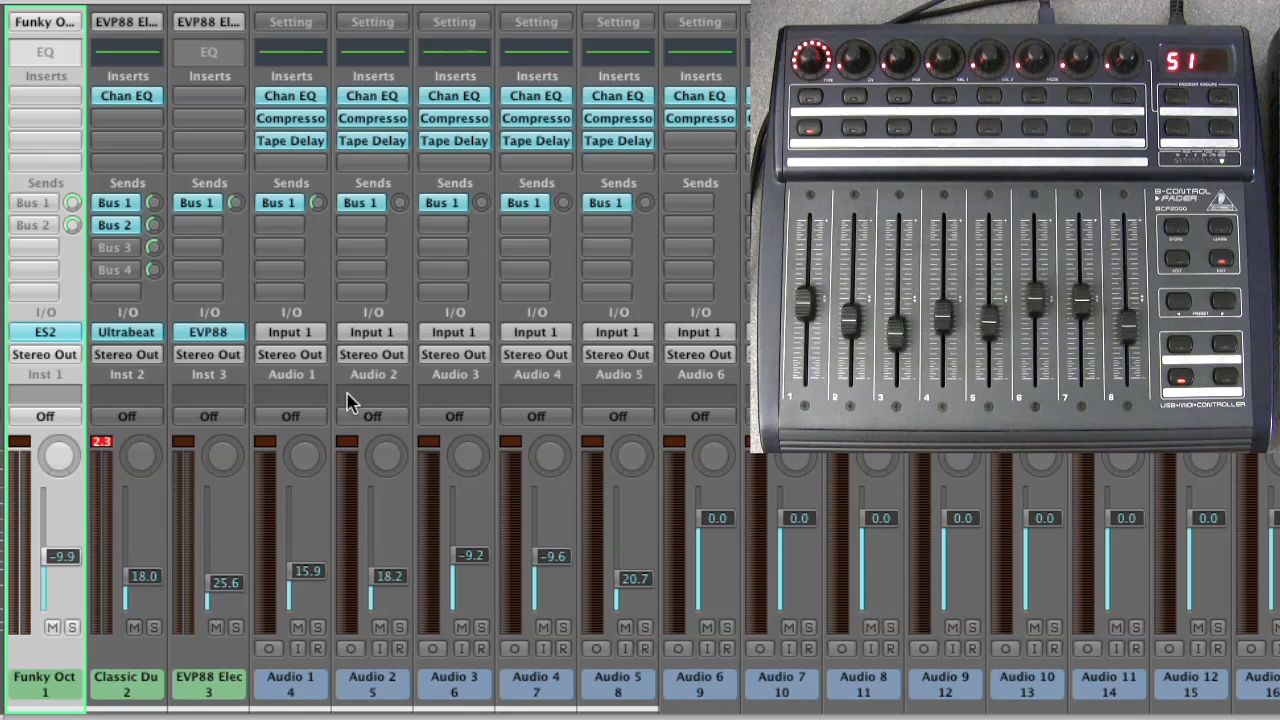 Funky O... EVP88 El... EVP88 El... Setting Setting Setting Setting Setting Setting
EQ EQ
Inserts Inserts Inserts Inserts Inserts Inserts Inserts Inserts Inserts
Chan EQ Chan EQ Chan EQ Chan EQ Chan EQ Chan EQ Chan EQ
Compresso Compresso Compresso Compresso Compresso Compresso
Tape Delay Tape Delay Tape Delay Tape Delay Tape Delay
Sends Sends Sends Sends Sends Sends Sends Sends Sends
Bus 1 Bus 1 Bus 1 Bus 1 Bus 1 Bus 1 Bus 1 Bus 1
Bus 2 Bus 2
Bus 3
Bus 4
I/O I/O I/O I/O I/O I/O I/O I/O I/O
ES2 Ultrabeat EVP88 Input 1 Input 1 Input 1 Input 1 Input 1 Input 1
Stereo Out Stereo Out Stereo Out Stereo Out Stereo Out Stereo Out Stereo Out Stereo Out Stereo Out
Inst 1 Inst 2 Inst 3 Audio 1 Audio 2 Audio 3 Audio 4 Audio 5 Audio 6
Off Off Off Off Off Off Off Off Off
2.3
0.0 0.0 0.0 0.0 0.0 0.0 0.0
-9.9 18.0 25.6 15.9 18.2 -9.2 -9.6 20.7
M S M S M S M S M S M S M S M S M S M S M S M S M S M S M S
I R I R I R I R I R I R I R I R I R I R I R I R
Funky Oct Classic Du EVP88 Elec Audio 1 Audio 2 Audio 3 Audio 4 Audio 5 Audio 6 Audio 7 Audio 8 Audio 9 Audio 10 Audio 11 Audio 12 Audio
1 2 3 4 5 6 7 8 9 10 11 12 13 14 15 16
S1
B-CONTROL
FADER
BCF2000
STORE LEARN
EDIT EXIT
PRESET
1 2 3 4 5 6 7 8
USB-MIDI-CONTROLLER